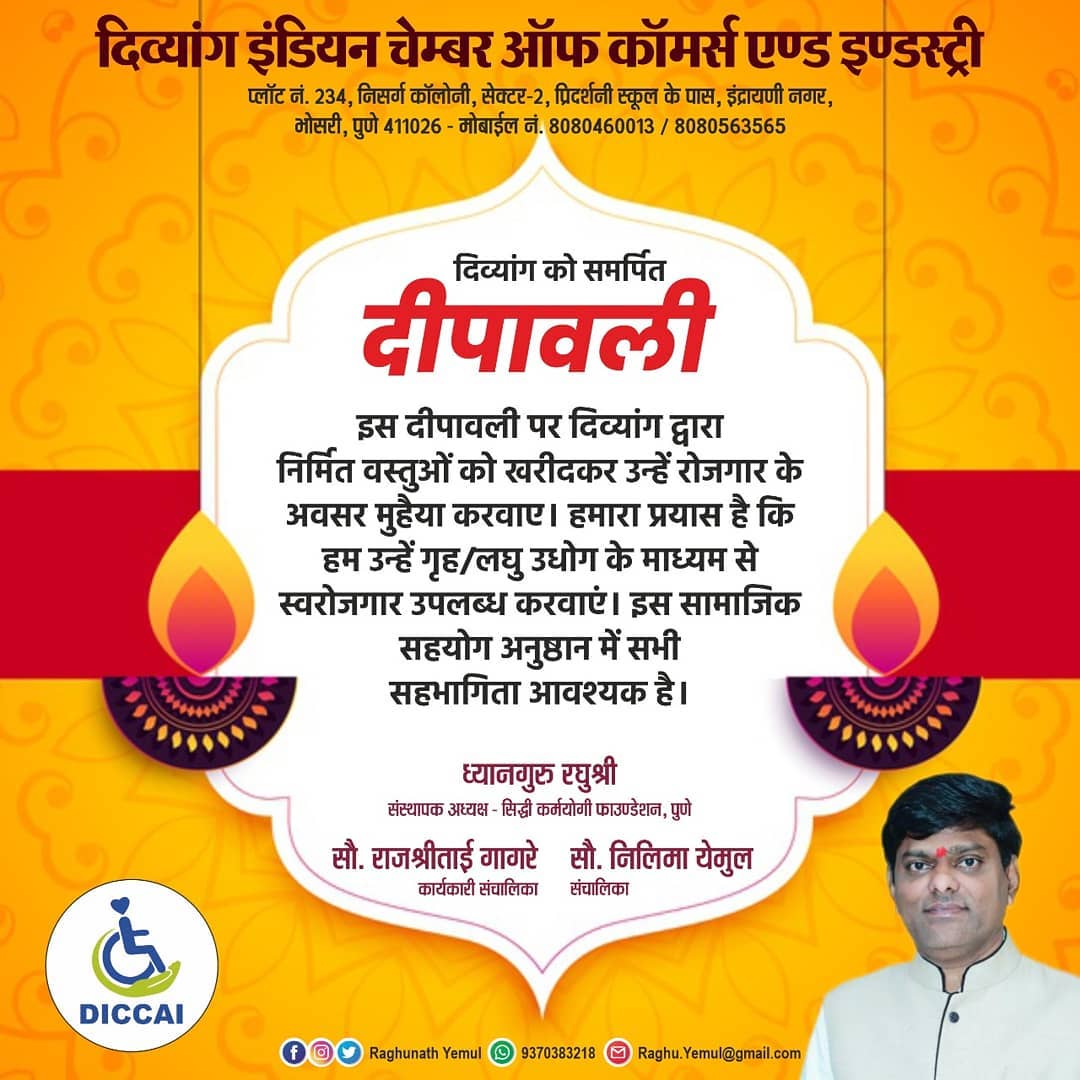 दिव्यांग इंडियन चेम्बर ऑफ कॉमर्स एण्ड इण्डस्ट्री
प्लॉट नं. 234, निसर्ग कॉलोनी, सेक्टर-2, प्रिदर्शनी स्कूल के पास, इंद्रायणी नगर,
भोसरी, पुणे 411026 - मोबाईल नं. 8080460013 / 8080563565
दिव्यांग को समर्पित
दीपावली
इस दीपावली पर दिव्यांग द्वारा
निर्मित वस्तुओं को खरीदकर उन्हें रोजगार के
अवसर मुहैया करवाए। हमारा प्रयास है कि
हम उन्हें गृह/लघु उधोग के माध्यम से
स्वरोजगार उपलब्ध करवाएं। इस सामाजिक
सहयोग अनुष्ठान में सभी
सहभागिता आवश्यक है।
ध्यानगुरु रघुश्री
संस्थापक अध्यक्ष - सिद्धी कर्मयोगी फाउण्डेशन, पुणे
सौ. राजश्रीताई गागरे सौ. निलिमा येमुल
कार्यकारी संचालिका संचालिका
DICCAI
Raghunath Yemul 9370383218 Raghu.Yemul@gmail.com